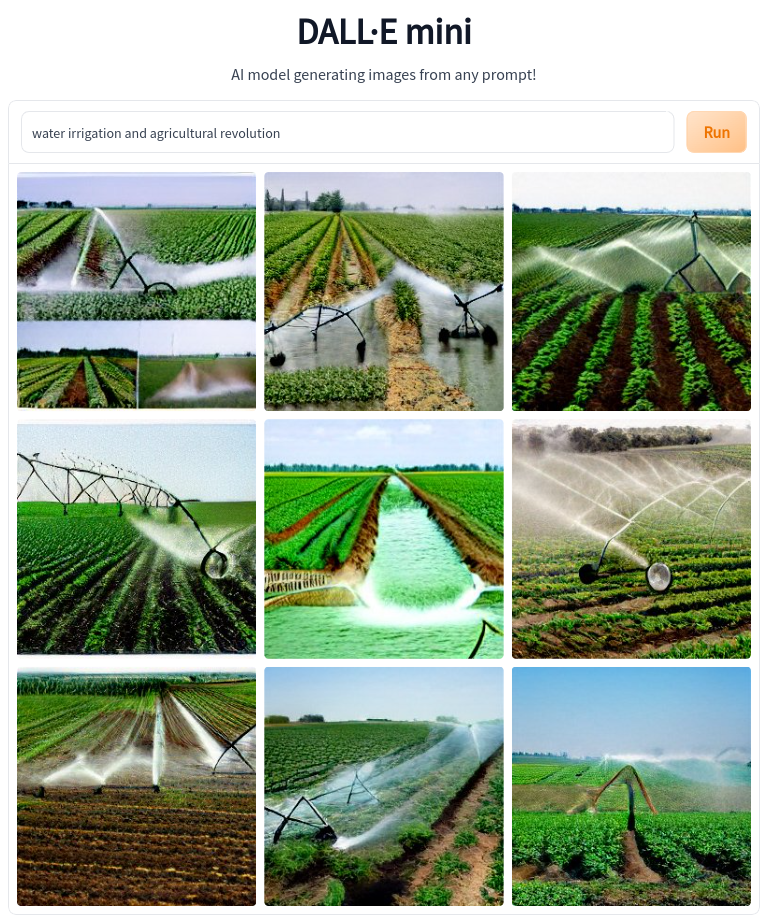 DALL·E mini
AI model generating images from any prompt!
water irrigation and agricultural revolution
Run